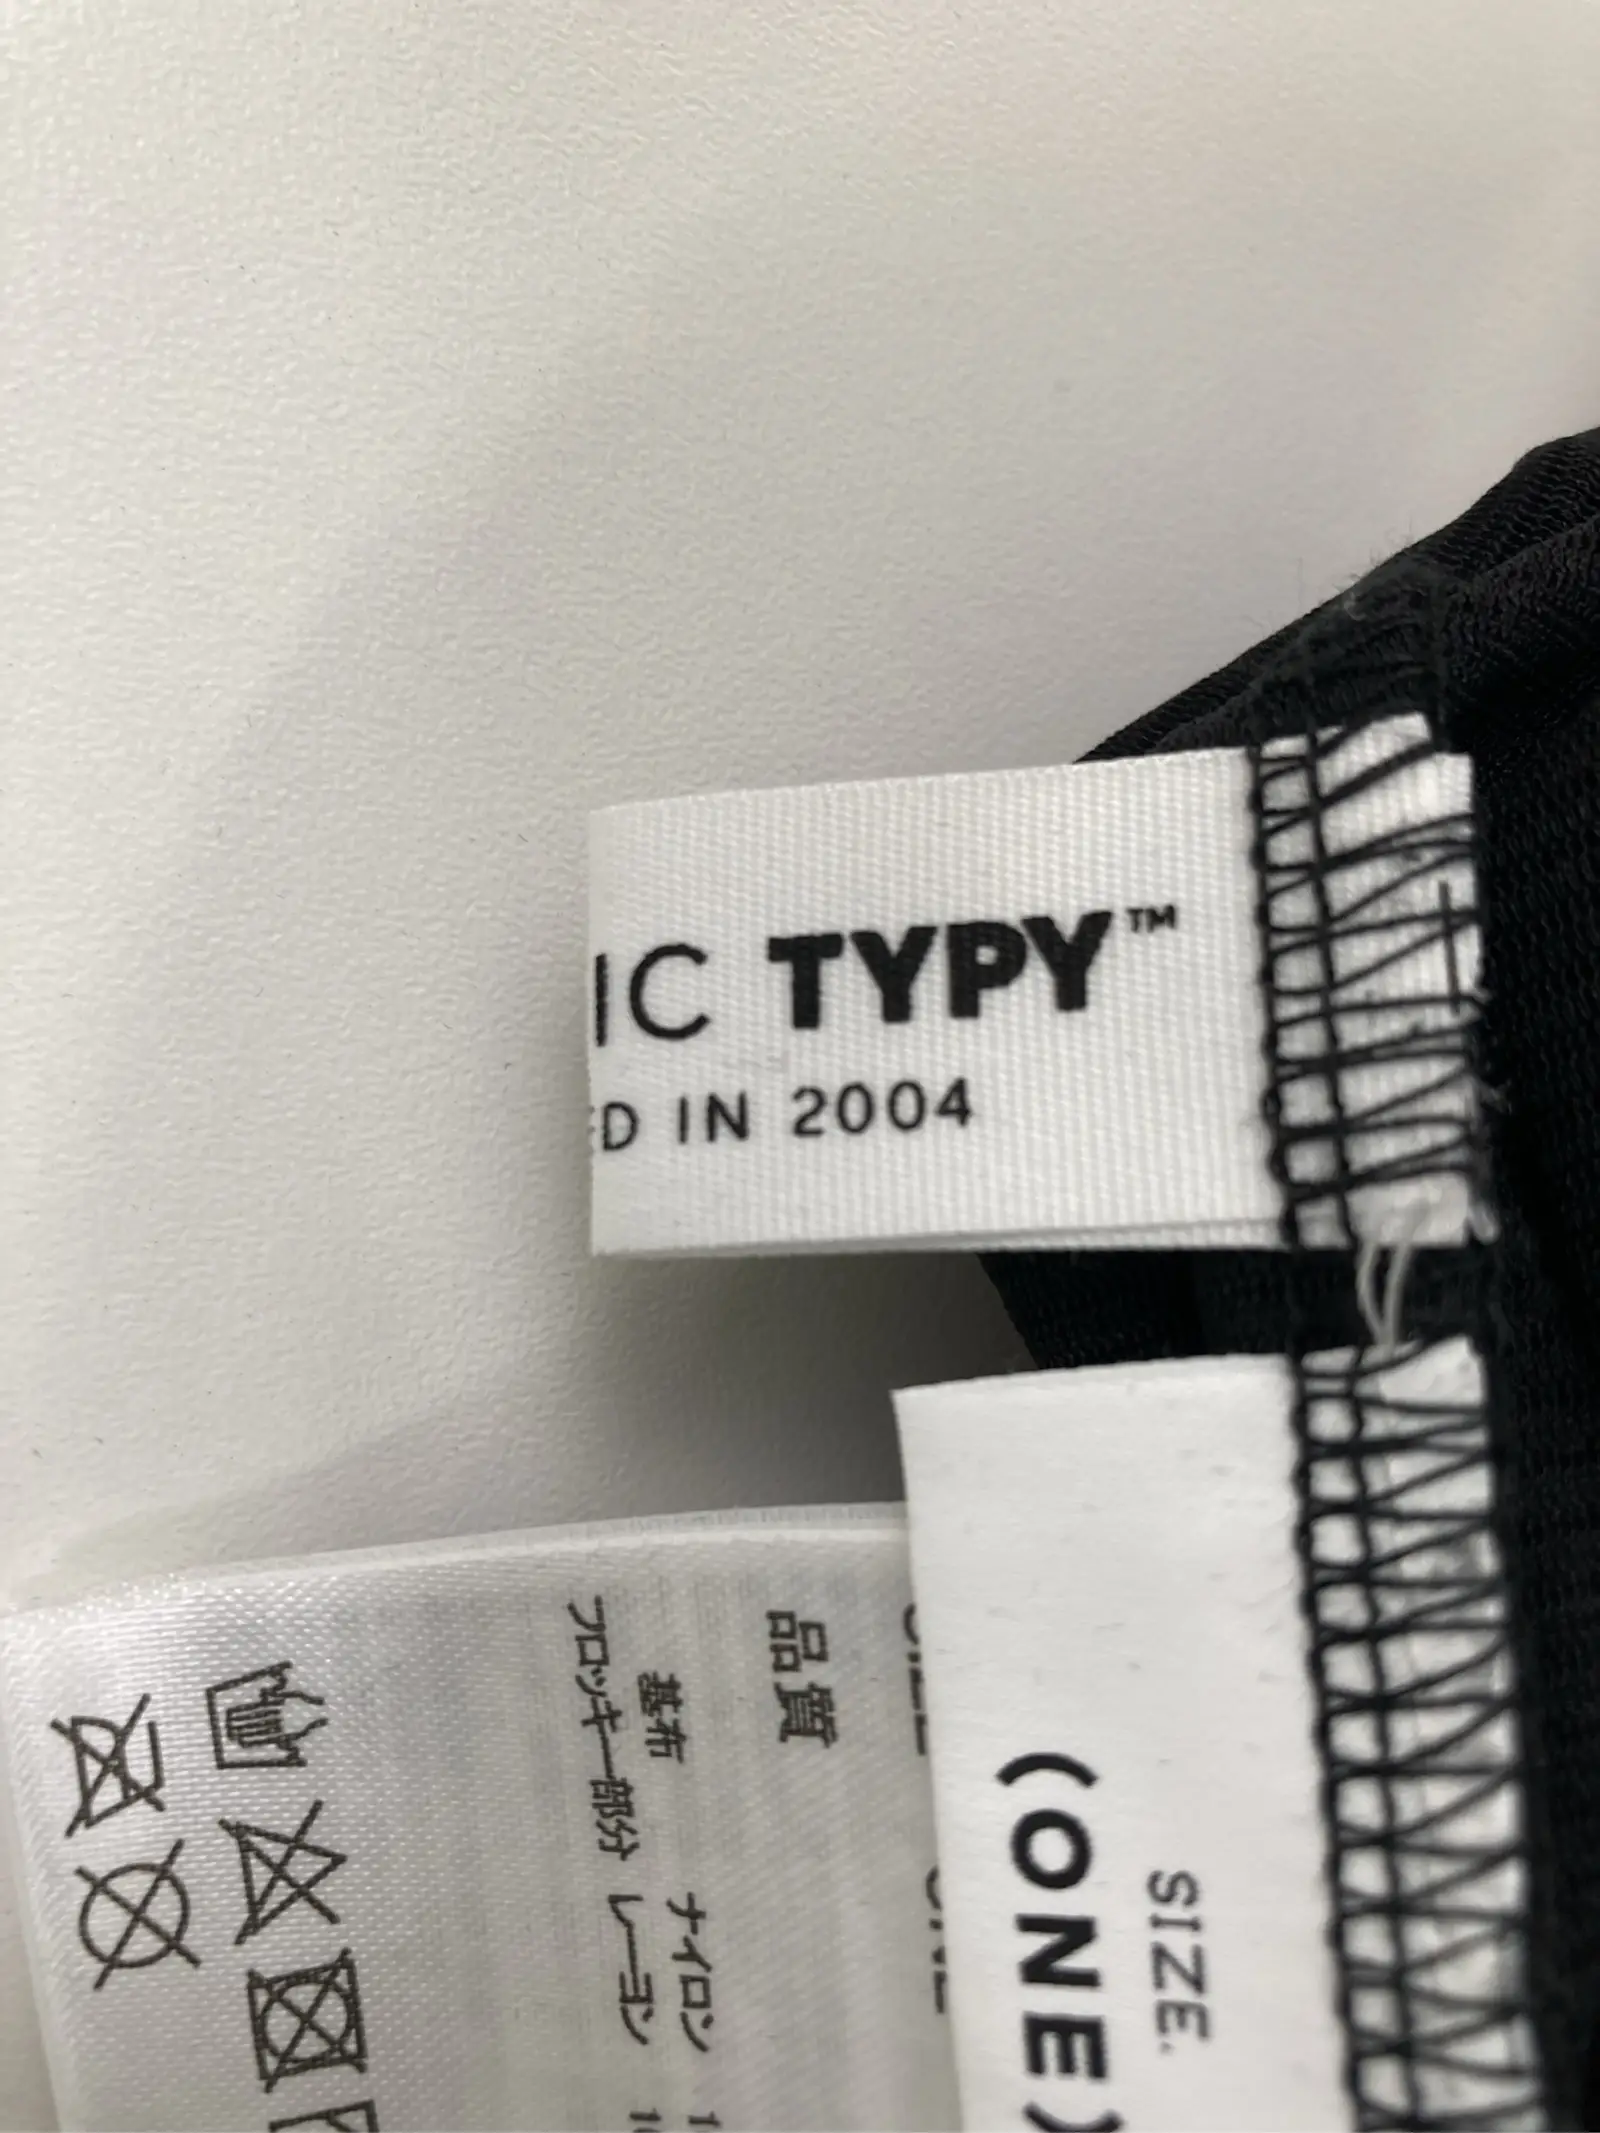 IC TYPY™
D IN 2004
SIZE.
(ONE)
品質
基布 ナイロン
フロッキー部分 レーヨン